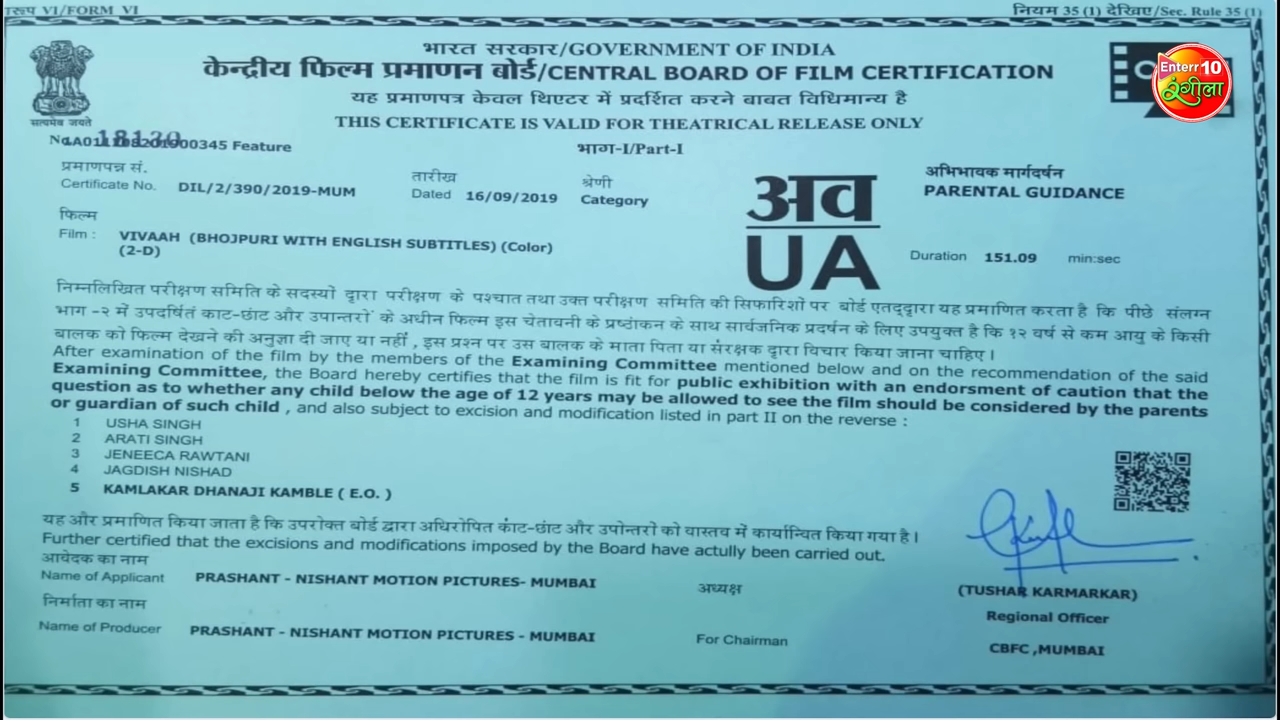 प्ररूप VI/FORM VI
नियम 35 (1) देखिए/Sec. Rule 35 (1)
भारत सरकार/GOVERNMENT OF INDIA
केन्द्रीय फिल्म प्रमाणन बोर्ड/CENTRAL BOARD OF FILM CERTIFICATION
Enterr 10
रंगीला
यह प्रमाणपत्र केवल थिएटर में प्रदर्शित करने बाबत विधिमान्य है
सत्यमेव जयते
THIS CERTIFICATE IS VALID FOR THEATRICAL RELEASE ONLY
No. 18130
Feature
भाग-I/Part-I
प्रमाणपत्र सं.
Certificate No. DIL/2/390/2019-MUM
तारीख
Dated 16/09/2019
श्रेणी
Category
अव
UA
अभिभावक मार्गदर्षन
PARENTAL GUIDANCE
फिल्म
Film : VIVAAH (BHOJPURI WITH ENGLISH SUBTITLES) (Color)
(2-D)
Duration 151.09 min:sec
निम्नलिखित परीक्षण समिति के सदस्यों द्वारा परीक्षण के पश्चात तथा उक्त परीक्षण समिति की सिफारिशों पर बोर्ड एतद्द्वारा यह प्रमाणित करता है कि पीछे संलग्न
भाग -२ में उपदर्षित काट-छांट और उपान्तरों के अधीन फिल्म इस चेतावनी के प्रष्ठांकन के साथ सार्वजनिक प्रदर्षन के लिए उपयुक्त है कि १२ वर्ष से कम आयु के किसी
बालक को फिल्म देखने की अनुज्ञा दी जाए या नहीं , इस प्रश्न पर उस बालक के माता पिता या संरक्षक द्वारा विचार किया जाना चाहिए ।
After examination of the film by the members of the Examining Committee mentioned below and on the recommendation of the said
Examining Committee, the Board hereby certifies that the film is fit for public exhibition with an endorsment of caution that the
question as to whether any child below the age of 12 years may be allowed to see the film should be considered by the parents
or guardian of such child , and also subject to excision and modification listed in part II on the reverse :
1 USHA SINGH
2 ARATI SINGH
3 JENEECA RAWTANI
4 JAGDISH NISHAD
5 KAMLAKAR DHANAJI KAMBLE ( E.O. )
यह और प्रमाणित किया जाता है कि उपरोक्त बोर्ड द्वारा अधिरोपित काट-छांट और उपोन्तरों को वास्तव में कार्यान्वित किया गया है ।
Further certified that the excisions and modifications imposed by the Board have actully been carried out.
आवेदक का नाम
Name of Applicant PRASHANT - NISHANT MOTION PICTURES- MUMBAI
अध्यक्ष
(TUSHAR KARMARKAR)
निर्माता का नाम
Regional Officer
Name of Producer PRASHANT - NISHANT MOTION PICTURES - MUMBAI
For Chairman
CBFC ,MUMBAI